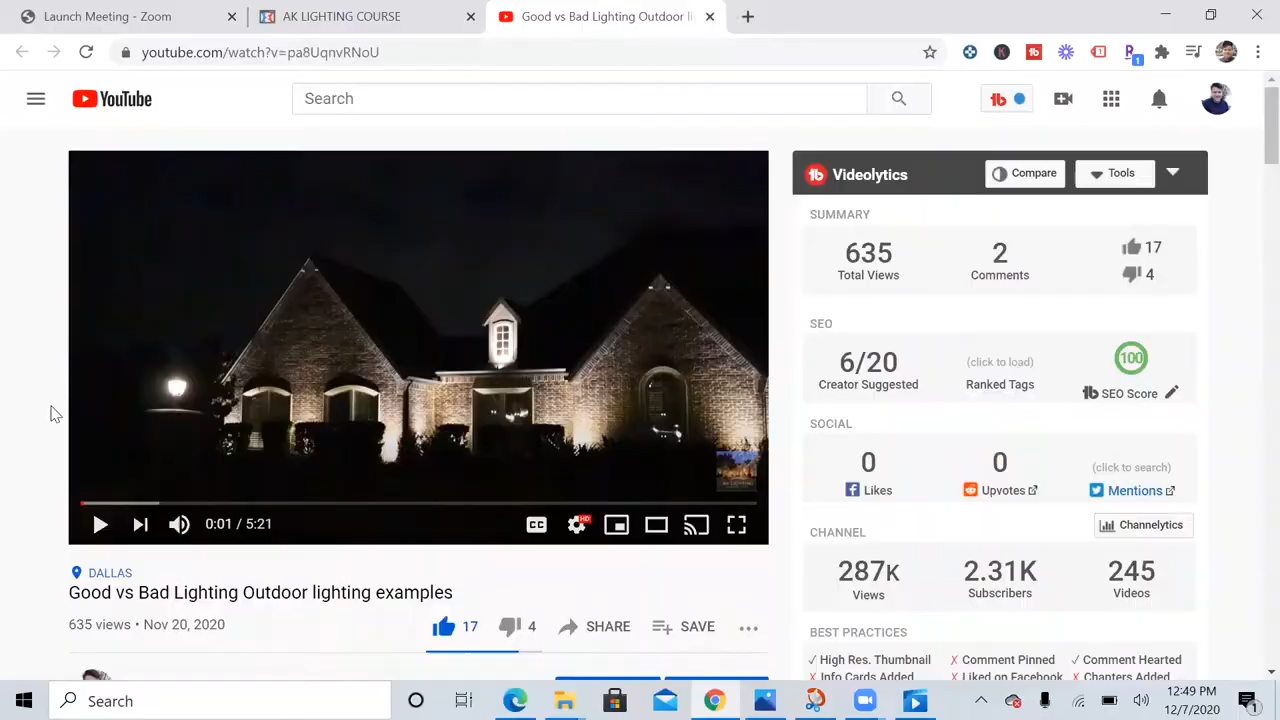 Launch Meeting - Zoom
AK LIGHTING COURSE
Good vs Bad Lighting Outdoor li
youtube.com/watch?v=pa8UgnvRNoU
YouTube
Search
Videolytics
Compare
Tools
SUMMARY
635
Total Views
2
Comments
17
4
SEO
6/20
Creator Suggested
(click to load)
Ranked Tags
100
SEO Score
SOCIAL
0
Likes
0
Upvotes
(click to search)
Mentions
CHANNEL
Channelytics
287K
Views
2.31K
Subscribers
245
Videos
BEST PRACTICES
√ High Res. Thumbnail
✗ Comment Pinned
√ Comment Hearted
✗ Info Cards Added
✗ Liked on Facebook
✗ Chapters Added
CC
HD
0:01 / 5:21
DALLAS
Good vs Bad Lighting Outdoor lighting examples
635 views • Nov 20, 2020
17
4
SHARE
SAVE
Search
12:49 PM
12/7/2020
1